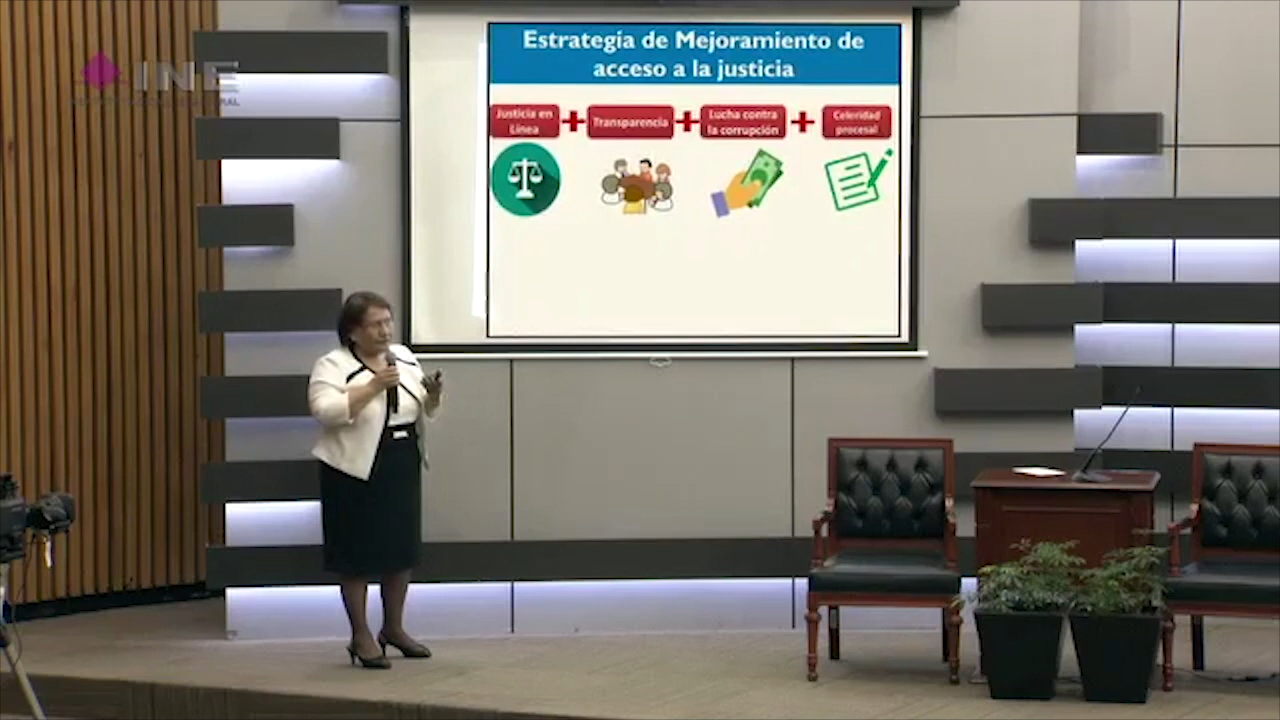 INE
Estrategia de Mejoramiento de
acceso a la justicia
Justicia en
Línea
Transparencia
Lucha contra
la corrupción
Celeridad
procesal